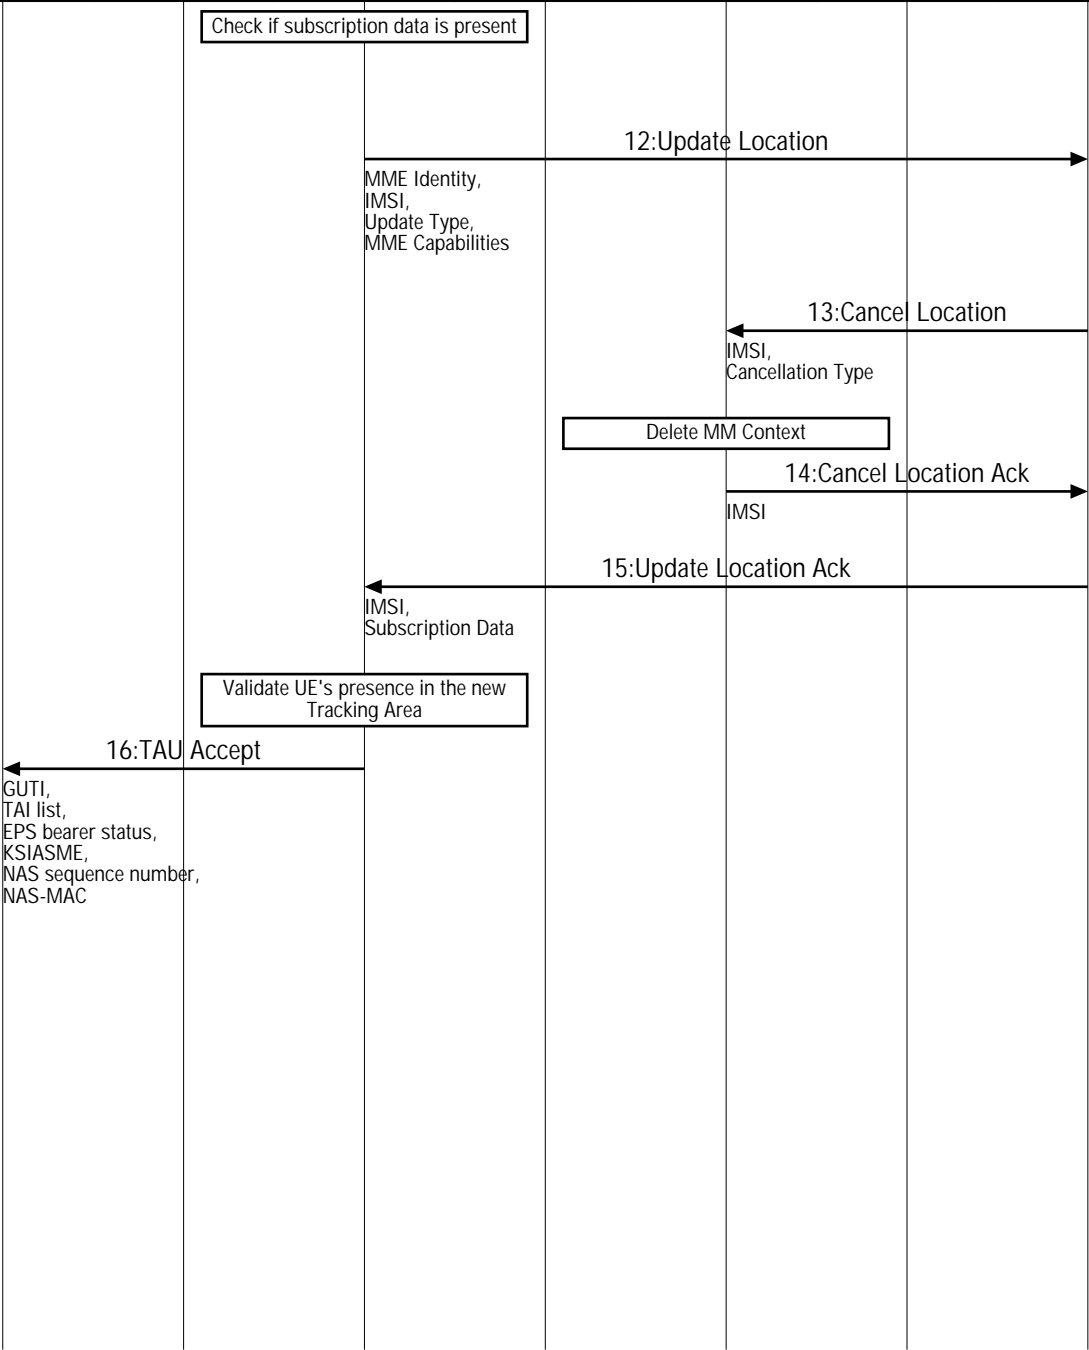 Check if subscription data is present
12:Update Location
MME Identity,
IMSI,
Update Type,
MME Capabilities
13:Cancel Location
IMSI,
Cancellation Type
Delete MM Context
14:Cancel Location Ack
IMSI
15:Update Location Ack
IMSI,
Subscription Data
Validate UE's presence in the new
Tracking Area
16:TAU Accept
GUTI,
TAI list,
EPS bearer status,
KSIASME,
NAS sequence number,
NAS-MAC